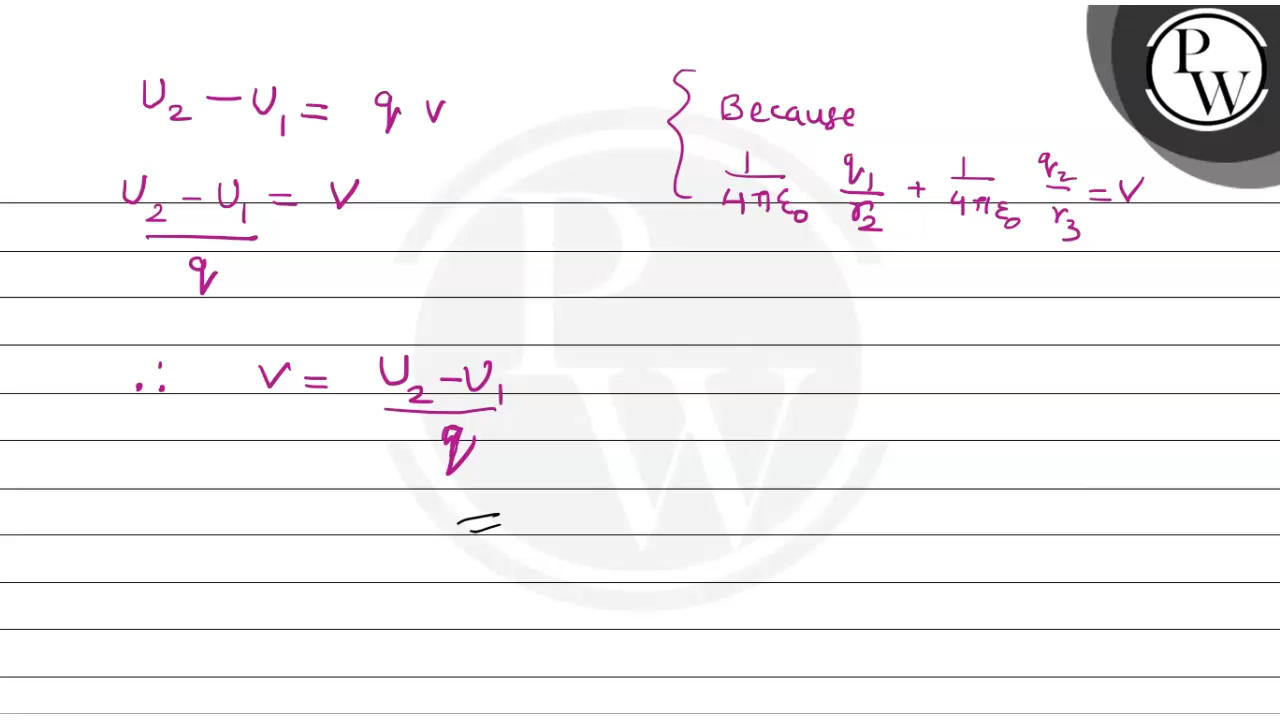 U₂ - U₁ = q v
U₂ - U₁ / q = V
∴ V = U₂ - U₁ / q
=
{ Because
1/4πε₀ q₁/r₂ + 1/4πε₀ q₂/r₃ = V
P
W
P
W